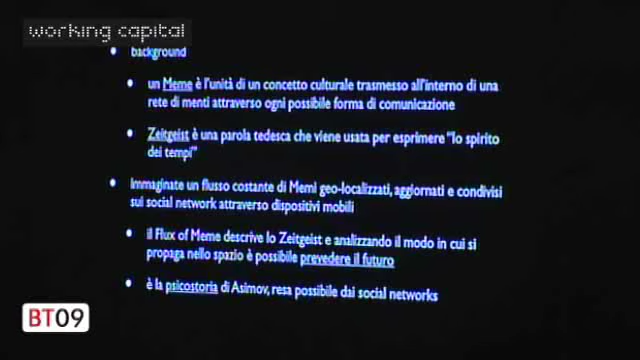 working capital
background
un Meme è l'unità di un concetto culturale trasmesso all'interno di una
rete di menti attraverso ogni possibile forma di comunicazione
Zeitgeist è una parola tedesca che viene usata per esprimere "lo spirito
dei tempi"
Immaginate un flusso costante di Memi geo-localizzati, aggiornati e condivisi
sui social network attraverso dispositivi mobili
il Flux of Meme descrive lo Zeitgeist e analizzando il modo in cui si
propaga nello spazio è possibile prevedere il futuro
è la psicostoria di Asimov, resa possibile dai social networks
BT09